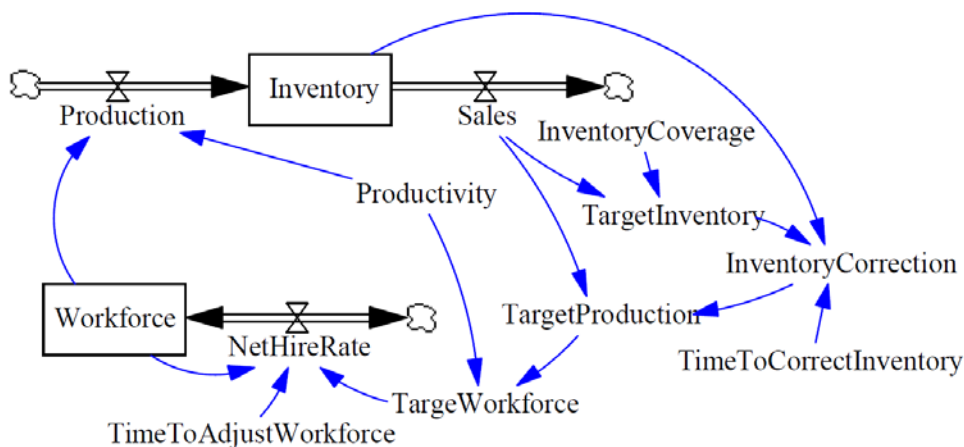 Inventory
Production
Sales
InventoryCoverage
Productivity
TargetInventory
InventoryCorrection
Workforce
TargetProduction
NetHireRate
TimeToCorrectInventory
TargeWorkforce
TimeToAdjustWorkforce